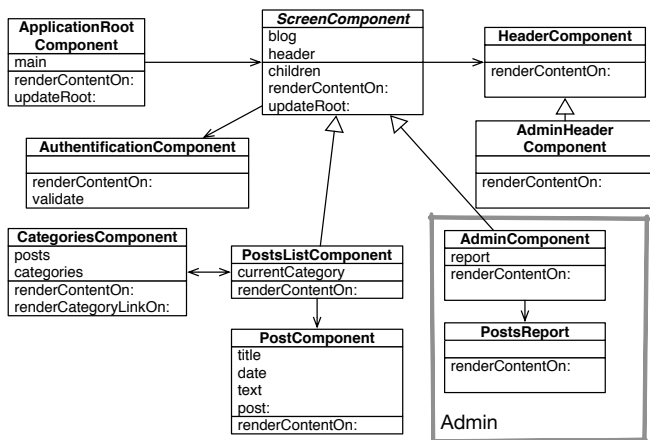 ApplicationRoot
Component
main
renderContentOn:
updateRoot:
ScreenComponent
blog
header
children
renderContentOn:
updateRoot:
HeaderComponent
renderContentOn:
AdminHeader
Component
renderContentOn:
AuthentificationComponent
renderContentOn:
validate
CategoriesComponent
posts
categories
renderContentOn:
renderCategoryLinkOn:
PostsListComponent
currentCategory
renderContentOn:
AdminComponent
report
renderContentOn:
PostComponent
title
date
text
post:
renderContentOn:
PostsReport
renderContentOn:
Admin